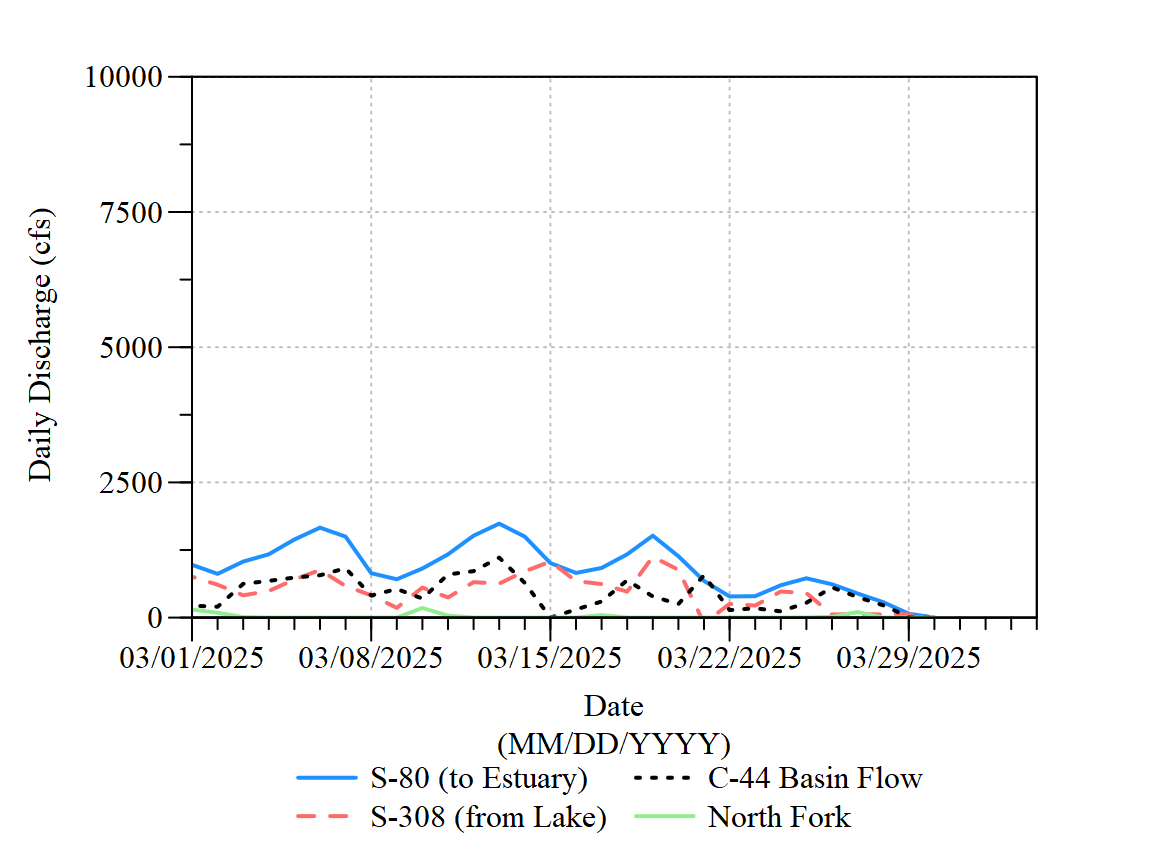 10000
7500
5000
2500
0
Daily Discharge (cfs)
03/01/2025 03/08/2025 03/15/2025 03/22/2025 03/29/2025
Date
(MM/DD/YYYY)
S-80 (to Estuary) C-44 Basin Flow
S-308 (from Lake) North Fork